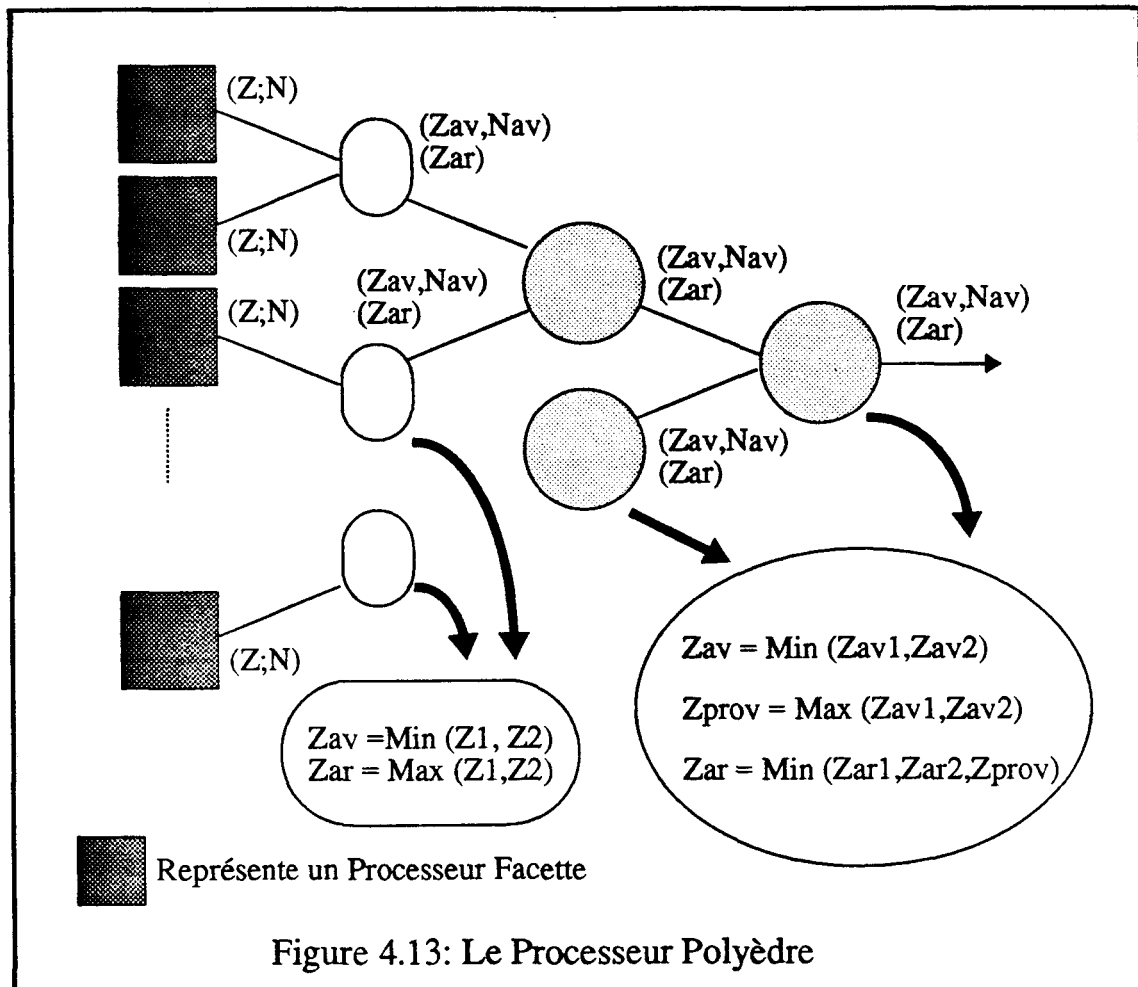 (Z;N)
(Zav,Nav)
(Zar)
(Z;N)
(Zav,Nav)
(Zar)
(Z;N)
(Zav,Nav)
(Zar)
(Zav,Nav)
(Zar)
(Zav,Nav)
(Zar)
(Z;N)
Zav =Min (Z1, Z2)
Zar = Max (Z1,Z2)
Zav = Min (Zav1,Zav2)
Zprov = Max (Zav1,Zav2)
Zar = Min (Zar1,Zar2,Zprov)
Représente un Processeur Facette
Figure 4.13: Le Processeur Polyèdre